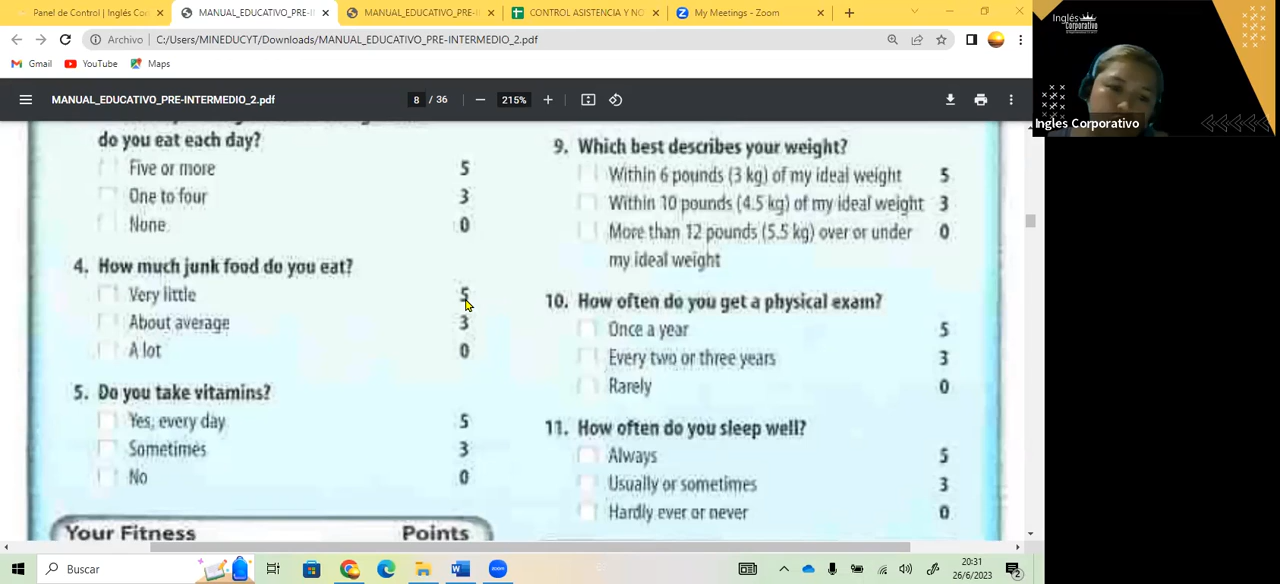 Panel de Control | Inglés Co
MANUAL_EDUCATIVO_PRE-I
MANUAL_EDUCATIVO_PRE-I
CONTROL ASISTENCIA Y NO
My Meetings - Zoom
Archivo
C:/Users/MINEDUCYT/Downloads/MANUAL_EDUCATIVO_PRE-INTERMEDIO_2.pdf
Gmail
YouTube
Maps
MANUAL_EDUCATIVO_PRE-INTERMEDIO_2.pdf
8 / 36
215%
do you eat each day?
Five or more 5
One to four 3
None 0
4. How much junk food do you eat?
Very little 5
About average 3
A lot 0
5. Do you take vitamins?
Yes, every day 5
Sometimes 3
No 0
Your Fitness Points
9. Which best describes your weight?
Within 6 pounds (3 kg) of my ideal weight 5
Within 10 pounds (4.5 kg) of my ideal weight 3
More than 12 pounds (5.5 kg) over or under 0
my ideal weight
10. How often do you get a physical exam?
Once a year 5
Every two or three years 3
Rarely 0
11. How often do you sleep well?
Always 5
Usually or sometimes 3
Hardly ever or never 0
Inglés
Corporativo
Ingles Corporativo
Buscar
20:31
26/6/2023
2